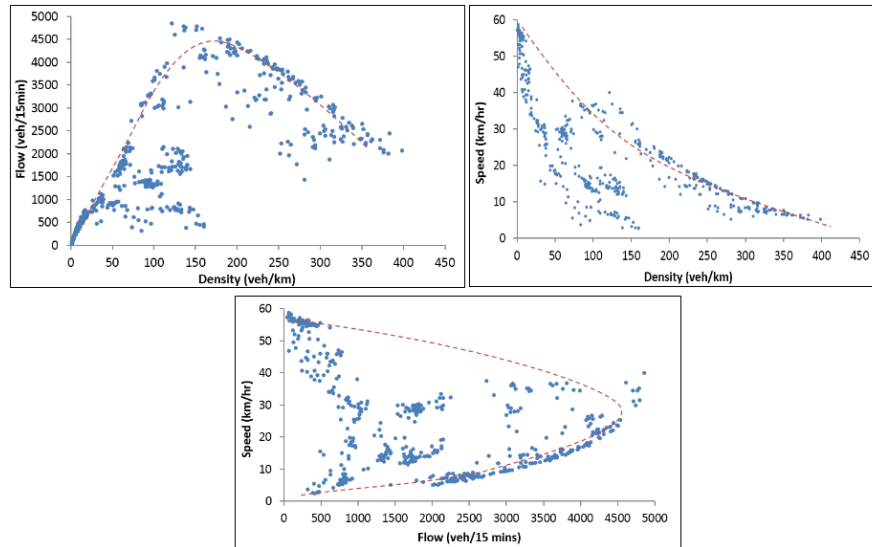 5000
4500
4000
3500
3000
2500
2000
1500
1000
500
0
Flow (veh/15min)
0 50 100 150 200 250 300 350 400 450
Density (veh/km)
60
50
40
30
20
10
0
Speed (km/hr)
0 50 100 150 200 250 300 350 400 450
Density (veh/km)
60
50
40
30
20
10
0
Speed (km/hr)
0 500 1000 1500 2000 2500 3000 3500 4000 4500 5000
Flow (veh/15 mins)